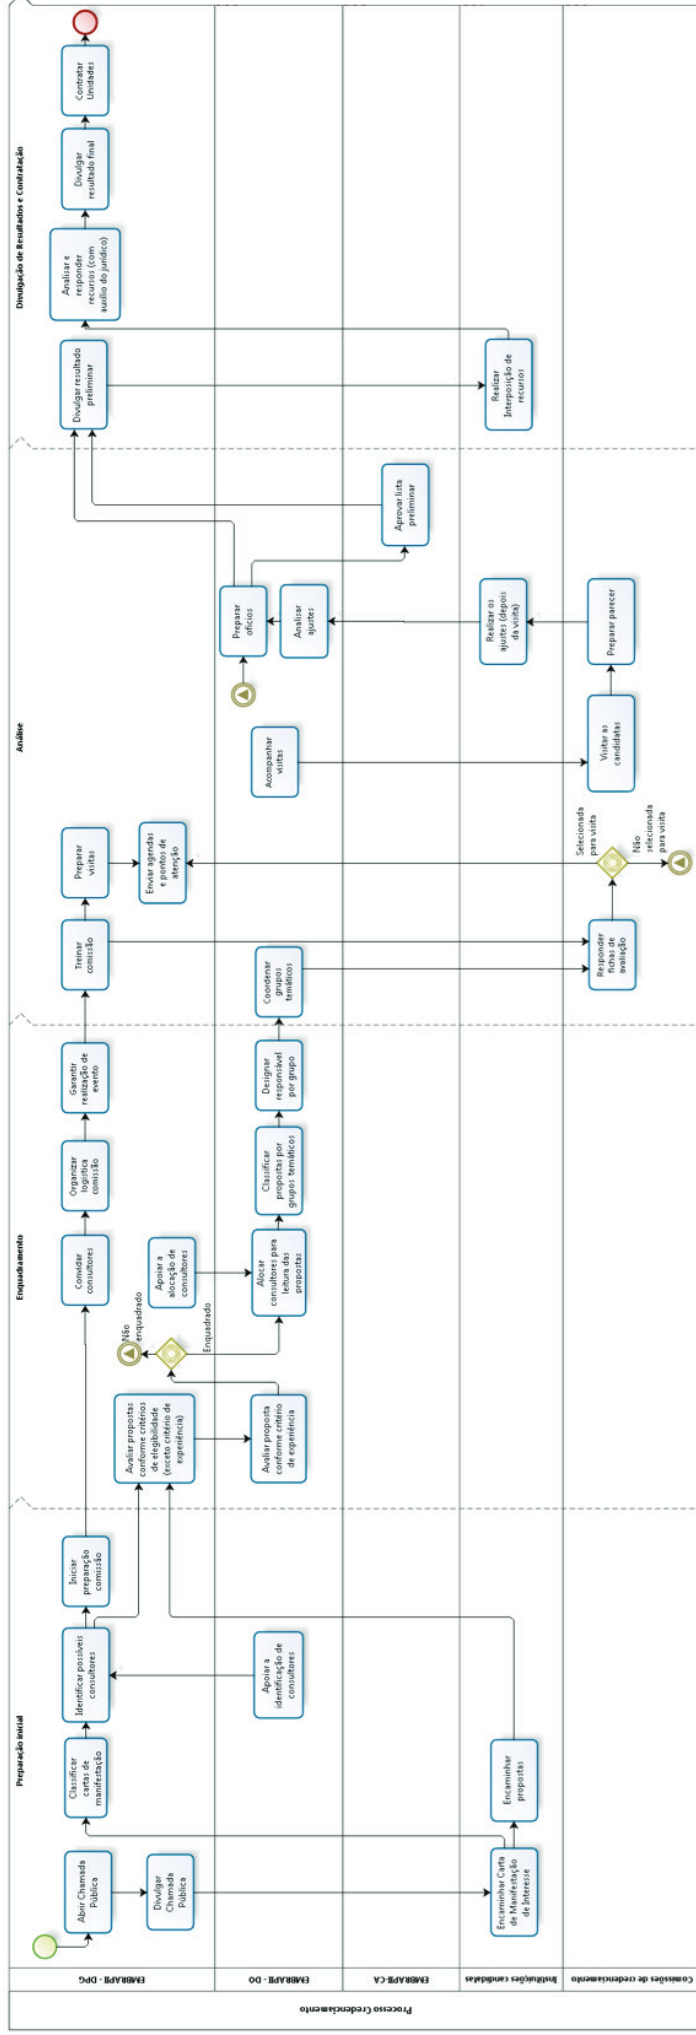 Processo Credenciamento
EMBRAPII - DPG
EMBRAPII - DO
EMBRAPII-CA
Instituições candidatas
Comissões de credenciamento
Preparação inicial
Abrir Chamada
Pública
Divulgar
Chamada
Pública
Encaminhar Carta
de Manifestação
de Interesse
Encaminhar
propostas
Classificar
cartas de
manifestação
Identificar possíveis
consultores
Apoiar a
identificação de
consultores
Iniciar
preparação
comissão
Enquadramento
Avaliar propostas
conforme critérios
de elegibilidade
(exceto critério de
experiência)
Avaliar proposta
conforme critério
de experiência
Não
enquadrado
Enquadrado
Convidar
consultores
Apoiar a
alocação de
consultores
Alocar
consultores para
leitura das
propostas
Organizar
logística
comissão
Classificar
propostas por
grupos temáticos
Garantir
realização de
evento
Designar
responsável
por grupo
Análise
Treinar
comissão
Coordenar
grupos
temáticos
Responder
fichas de
avaliação
Preparar
visitas
Enviar agendas
e pontos de
atenção
Selecionada
para visita
Não
selecionada
para visita
Acompanhar
visitas
Visitar as
candidatas
Preparar parecer
Realizar os
ajustes (depois
da visita)
Analisar
ajustes
Preparar
ofícios
Aprovar lista
preliminar
Divulgação de Resultados e Contratação
Divulgar resultado
preliminar
Realizar
Interposição de
recursos
Analisar e
responder
recursos (com
auxílio do jurídico)
Divulgar
resultado final
Contratar
Unidades